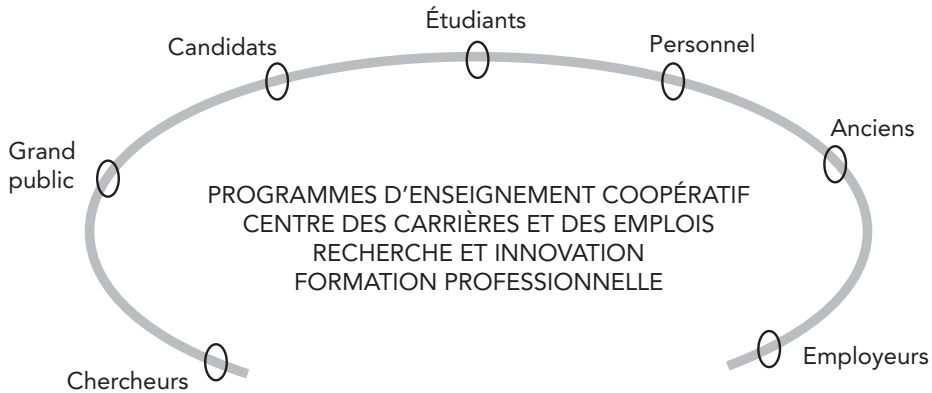 Étudiants
Candidats
Personnel
Anciens
Grand
public
PROGRAMMES D’ENSEIGNEMENT COOPÉRATIF
CENTRE DES CARRIÈRES ET DES EMPLOIS
RECHERCHE ET INNOVATION
FORMATION PROFESSIONNELLE
Employeurs
Chercheurs